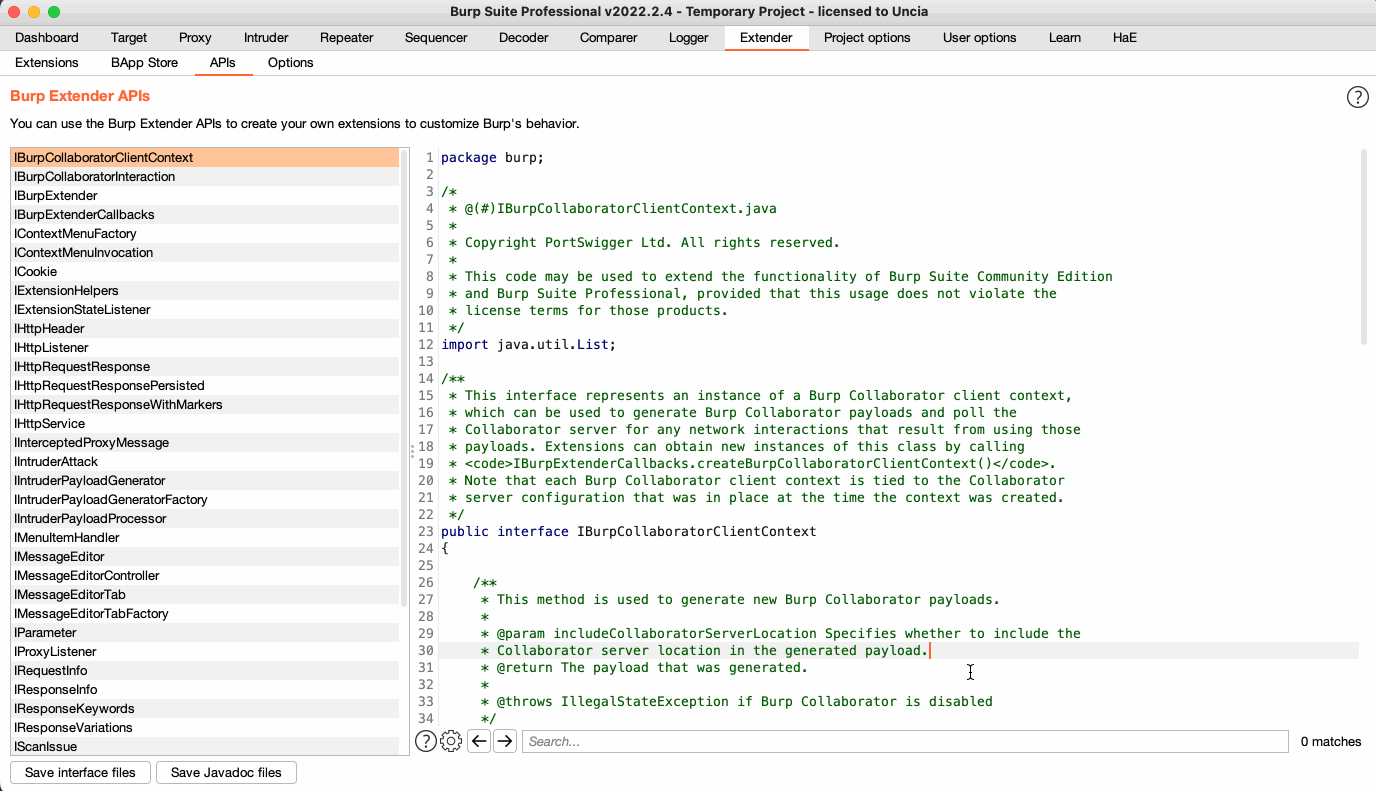 Burp Suite Professional v2022.2.4 - Temporary Project - licensed to Uncia
Dashboard Target Proxy Intruder Repeater Sequencer Decoder Comparer Logger Extender Project options User options Learn HaE
Extensions BApp Store APIs Options
Burp Extender APIs
?
You can use the Burp Extender APIs to create your own extensions to customize Burp's behavior.
IBurpCollaboratorClientContext
IBurpCollaboratorInteraction
IBurpExtender
IBurpExtenderCallbacks
IContextMenuFactory
IContextMenuInvocation
ICookie
IExtensionHelpers
IExtensionStateListener
IHttpHeader
IHttpListener
IHttpRequestResponse
IHttpRequestResponsePersisted
IHttpRequestResponseWithMarkers
IHttpService
IInterceptedProxyMessage
IIntruderAttack
IIntruderPayloadGenerator
IIntruderPayloadGeneratorFactory
IIntruderPayloadProcessor
IMenuItemHandler
IMessageEditor
IMessageEditorController
IMessageEditorTab
IMessageEditorTabFactory
IParameter
IProxyListener
IRequestInfo
IResponseInfo
IResponseKeywords
IResponseVariations
IScanIssue
1 package burp;
2
3 /*
4  * @(#)IBurpCollaboratorClientContext.java
5  *
6  * Copyright PortSwigger Ltd. All rights reserved.
7  *
8  * This code may be used to extend the functionality of Burp Suite Community Edition
9  * and Burp Suite Professional, provided that this usage does not violate the
10  * license terms for those products.
11  */
12 import java.util.List;
13
14 /**
15  * This interface represents an instance of a Burp Collaborator client context,
16  * which can be used to generate Burp Collaborator payloads and poll the
17  * Collaborator server for any network interactions that result from using those
18  * payloads. Extensions can obtain new instances of this class by calling
19  * <code>IBurpExtenderCallbacks.createBurpCollaboratorClientContext()</code>.
20  * Note that each Burp Collaborator client context is tied to the Collaborator
21  * server configuration that was in place at the time the context was created.
22  */
23 public interface IBurpCollaboratorClientContext
24 {
25
26     /**
27      * This method is used to generate new Burp Collaborator payloads.
28      *
29      * @param includeCollaboratorServerLocation Specifies whether to include the
30      * Collaborator server location in the generated payload.
31      * @return The payload that was generated.
32      *
33      * @throws IllegalStateException if Burp Collaborator is disabled
34      */
? Search... 0 matches
Save interface files Save Javadoc files